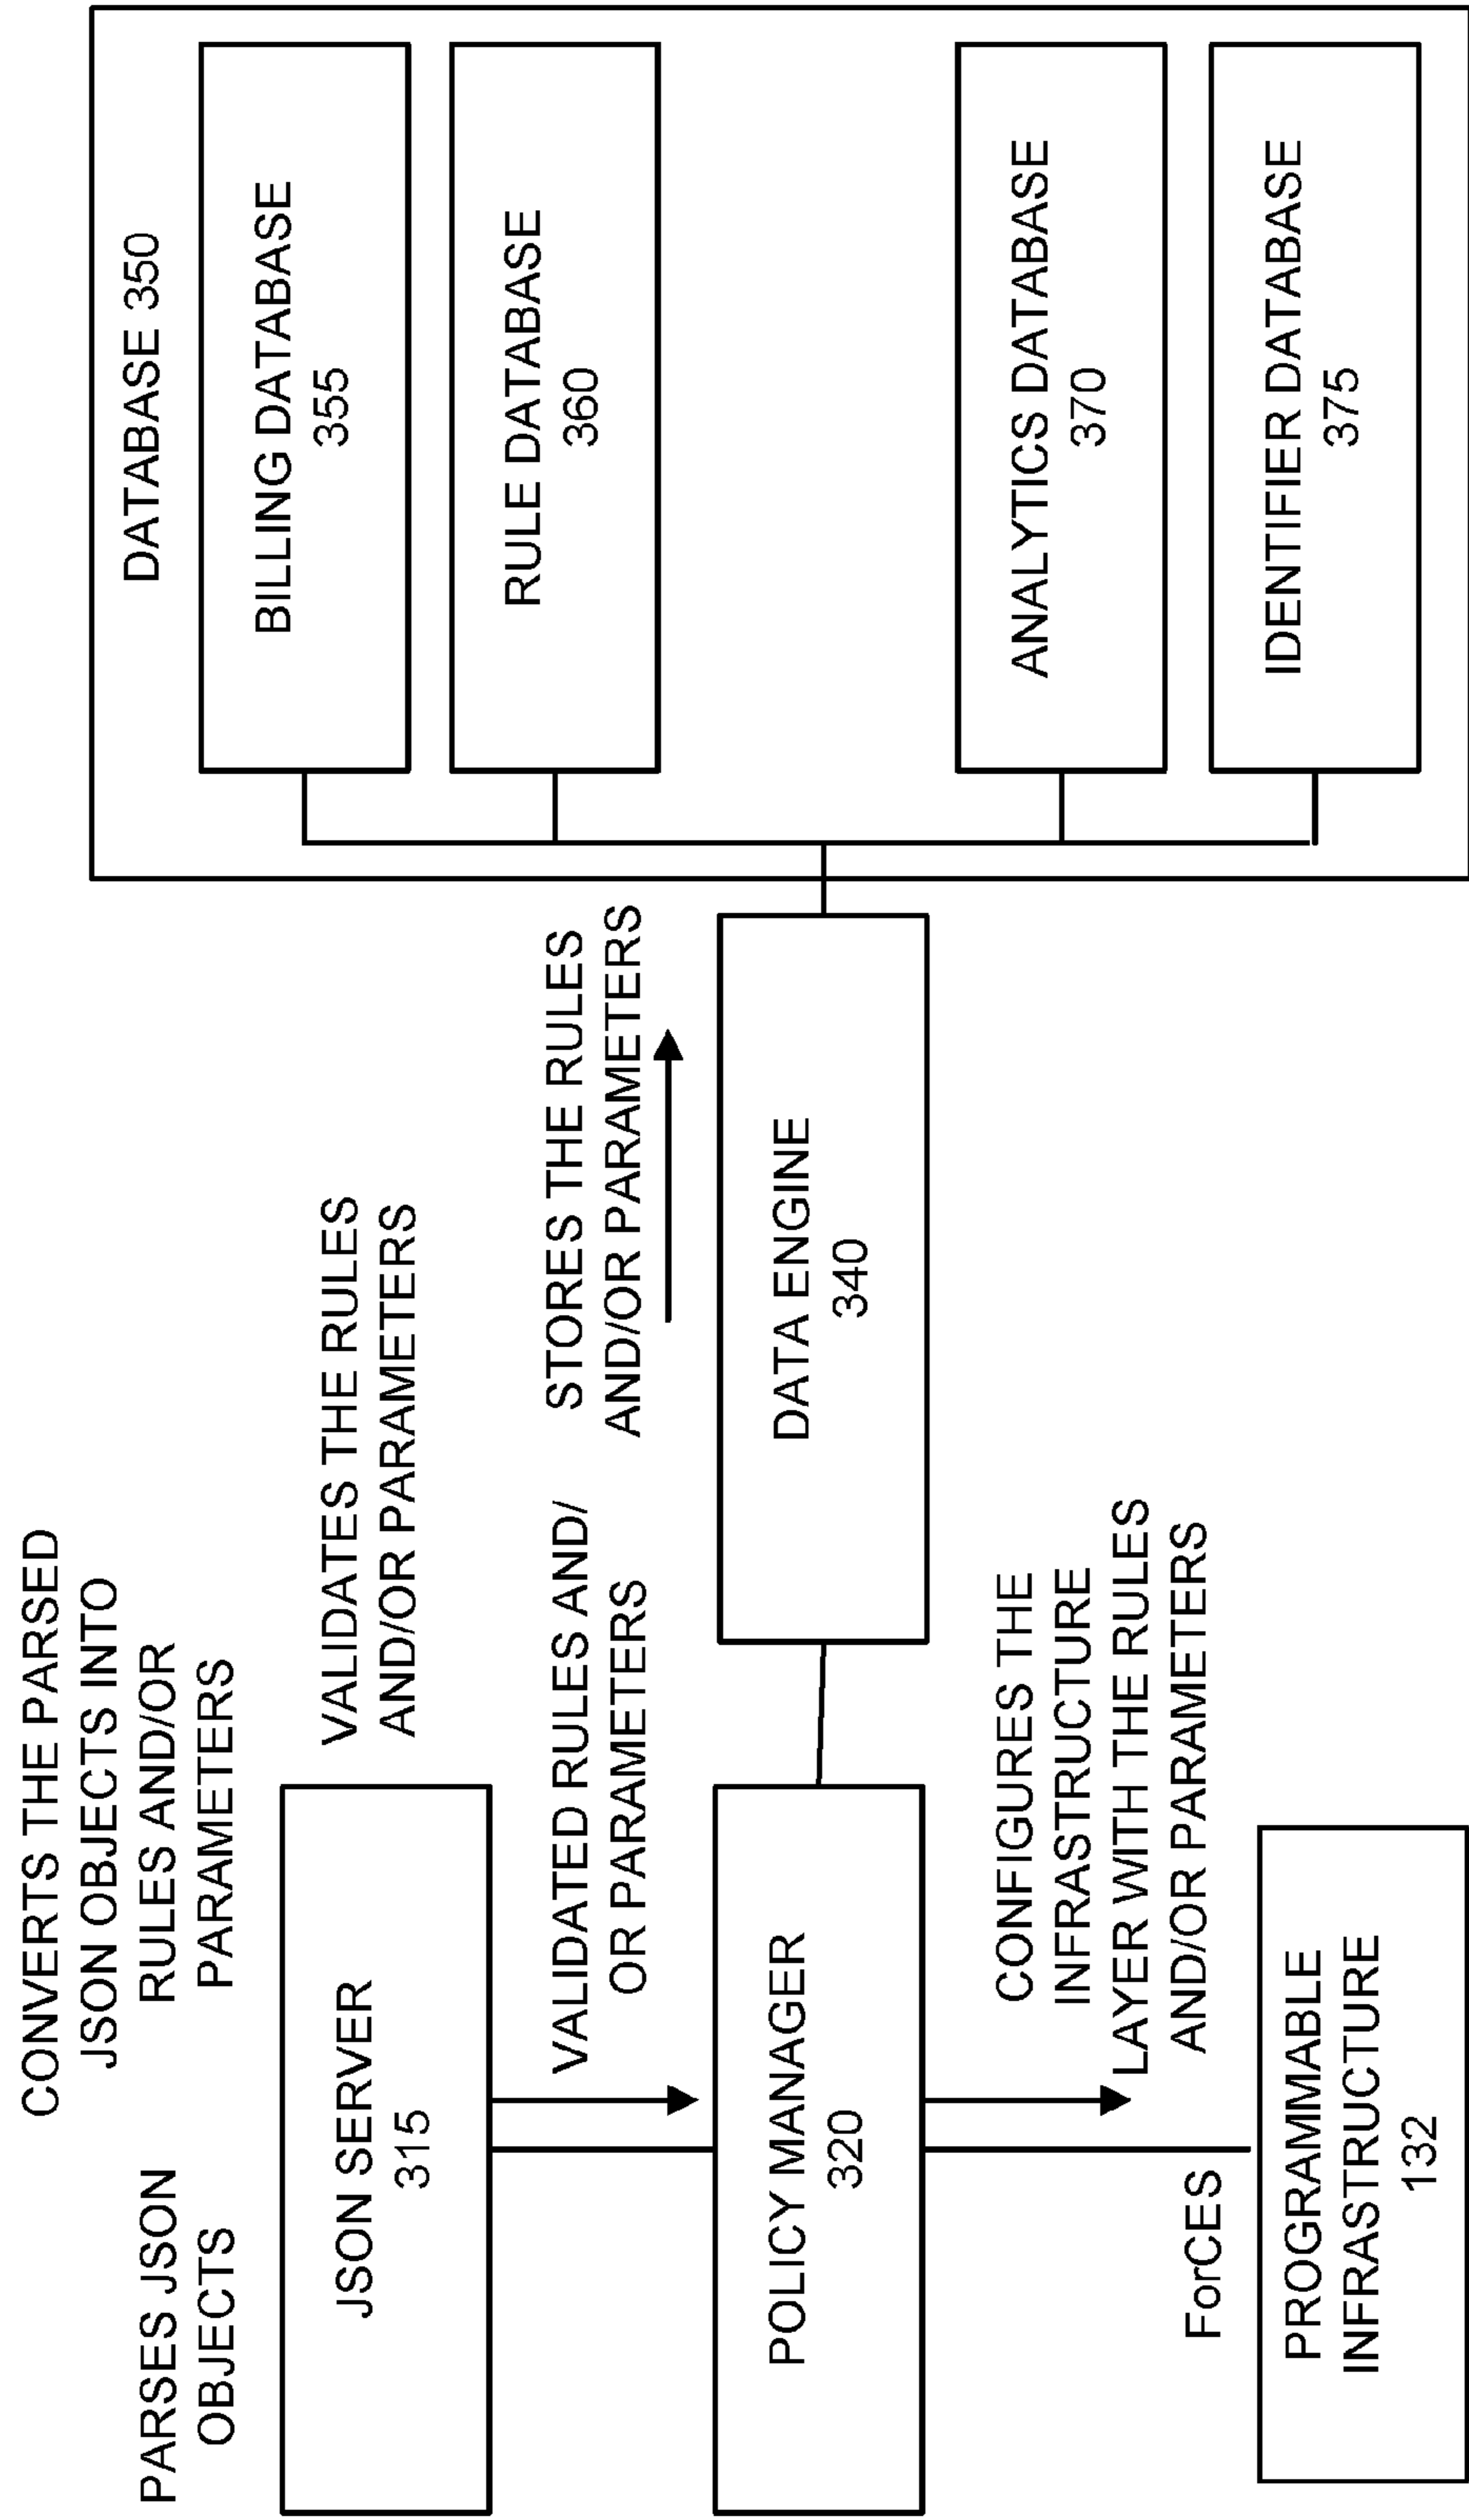 PARSES JSON
OBJECTS
CONVERTS THE PARSED
JSON OBJECTS INTO
RULES AND/OR
PARAMETERS
JSON SERVER
315
VALIDATES THE RULES
AND/OR PARAMETERS
VALIDATED RULES AND/
OR PARAMETERS
POLICY MANAGER
320
STORES THE RULES
AND/OR PARAMETERS
DATA ENGINE
340
CONFIGURES THE
INFRASTRUCTURE
LAYER WITH THE RULES
AND/OR PARAMETERS
ForCES
PROGRAMMABLE
INFRASTRUCTURE
132
DATABASE 350
BILLING DATABASE
355
RULE DATABASE
360
ANALYTICS DATABASE
370
IDENTIFIER DATABASE
375